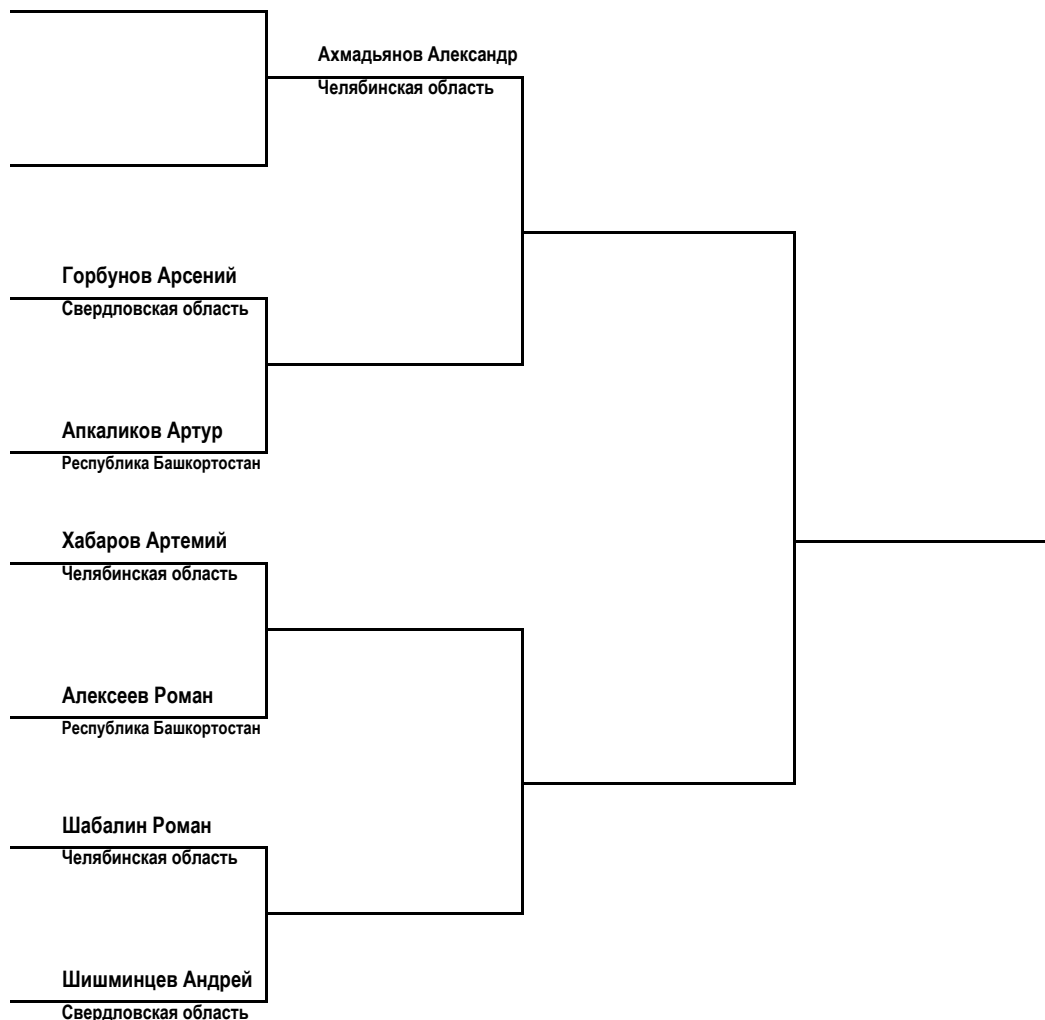 Ахмадьянов Александр
Челябинская область
Горбунов Арсений
Свердловская область
Апкаликов Артур
Республика Башкортостан
Хабаров Артемий
Челябинская область
Алексеев Роман
Республика Башкортостан
Шабалин Роман
Челябинская область
Шишминцев Андрей
Свердловская область